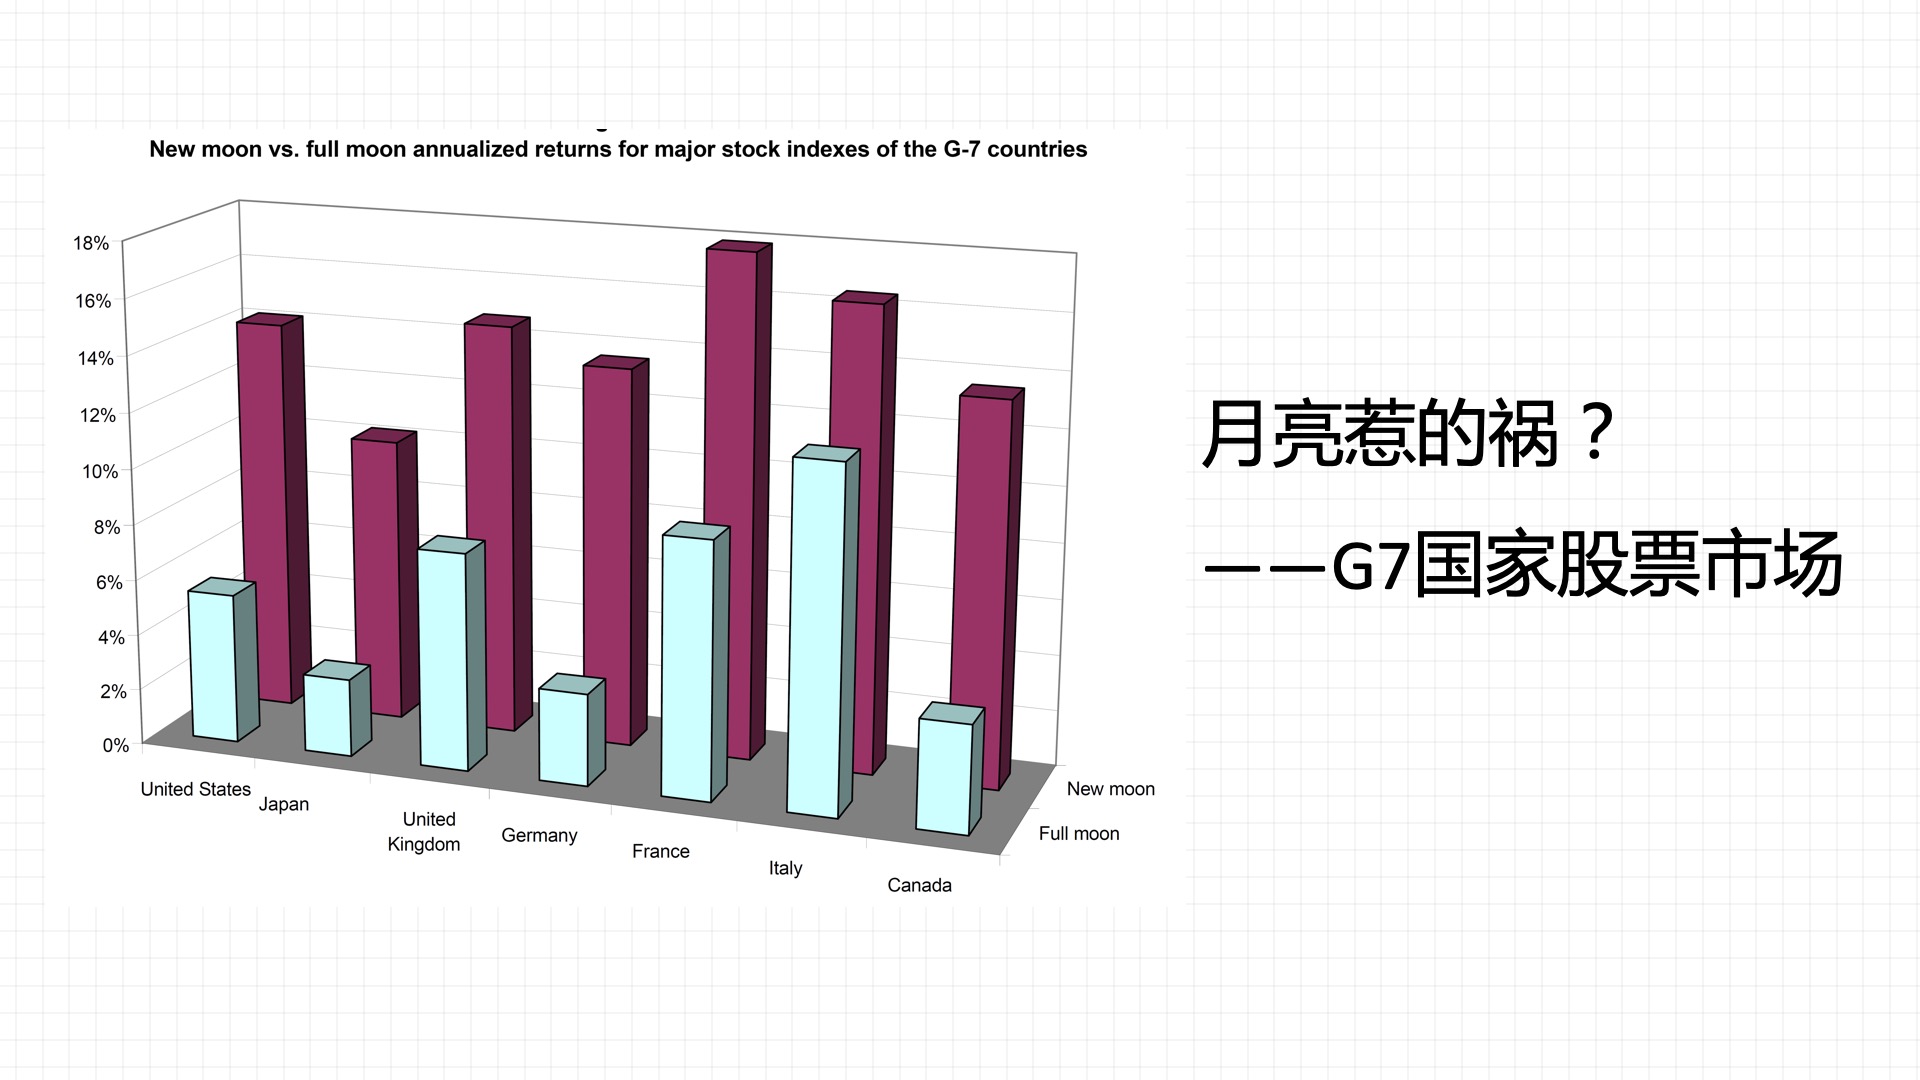 New moon vs. full moon annualized returns for major stock indexes of the G-7 countries
18%
16%
14%
12%
10%
8%
6%
4%
2%
0%
United States
Japan
United
Kingdom
Germany
France
Italy
Canada
New moon
Full moon
月亮惹的祸？
——G7国家股票市场